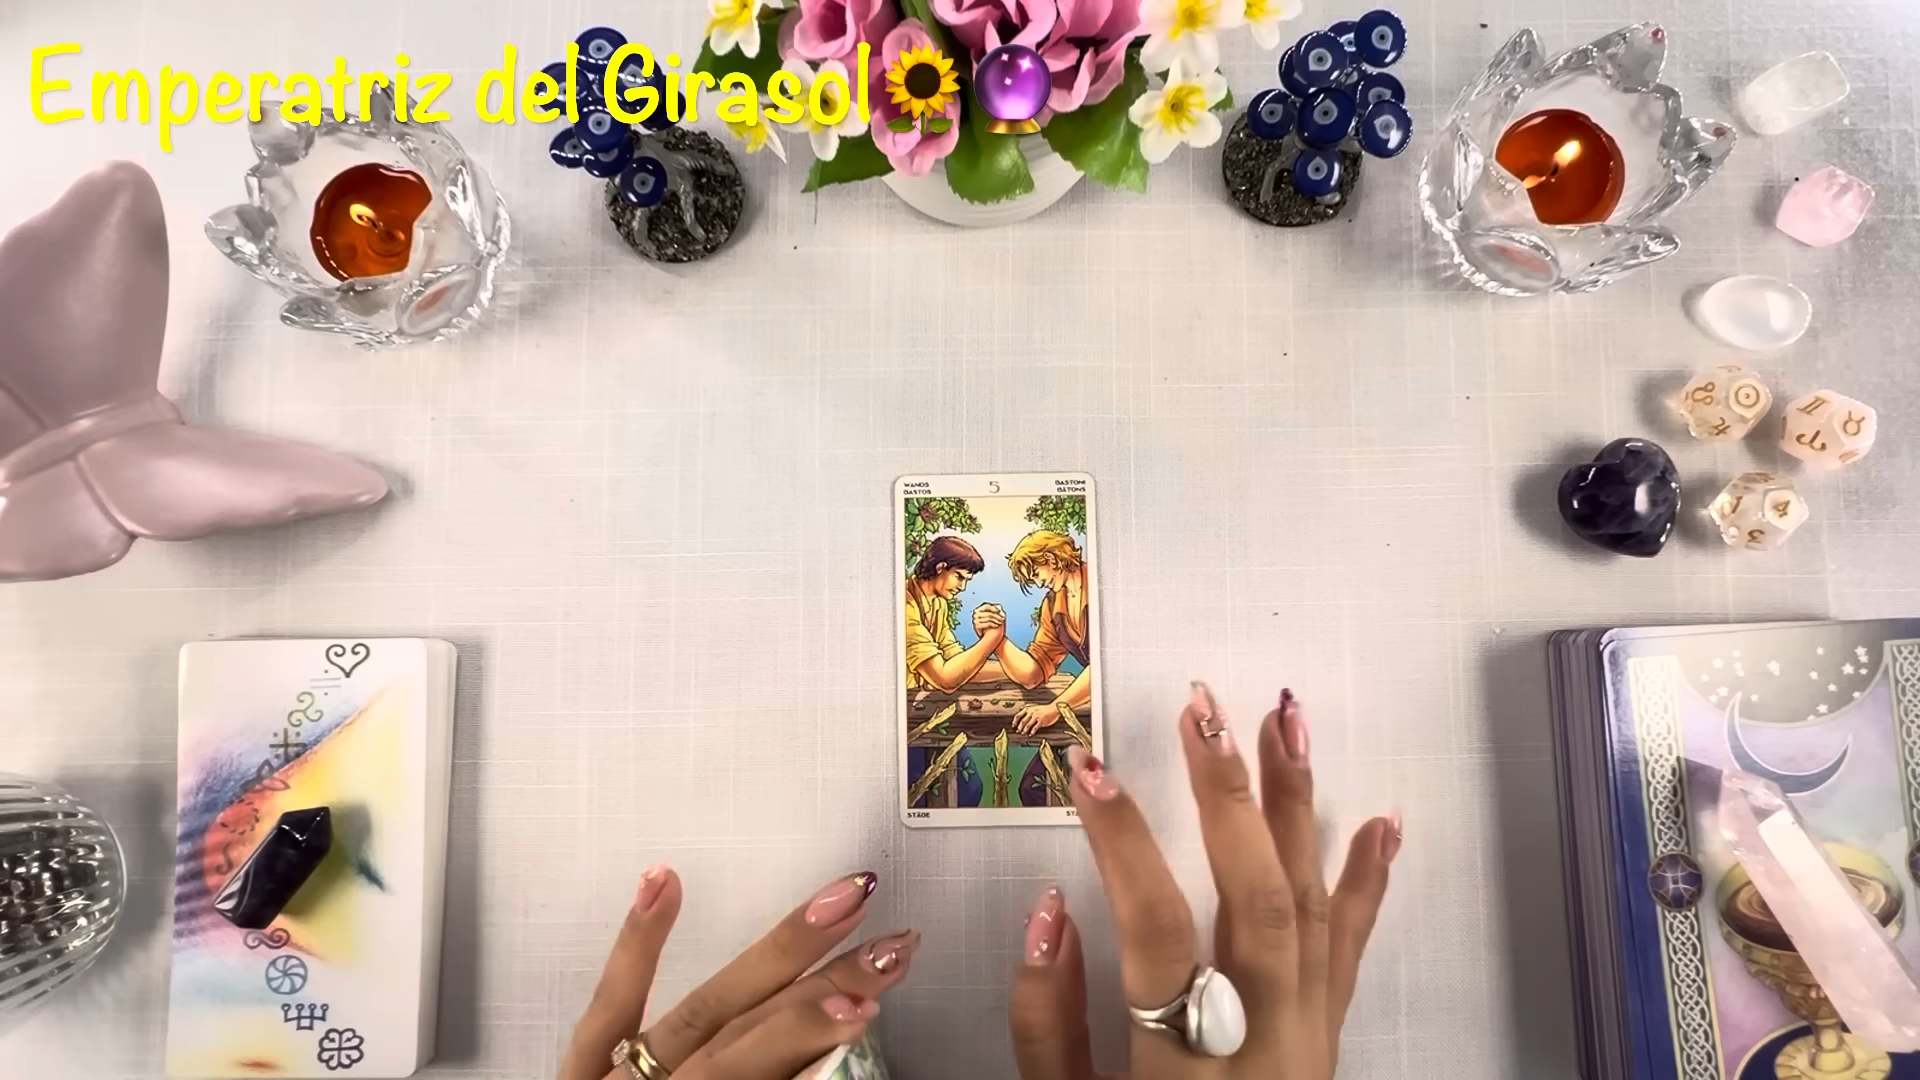 Emperatriz del Girasol🌻🔮
WANDS 5 BASTONI
BASTOS BÂTONS
STÄBE